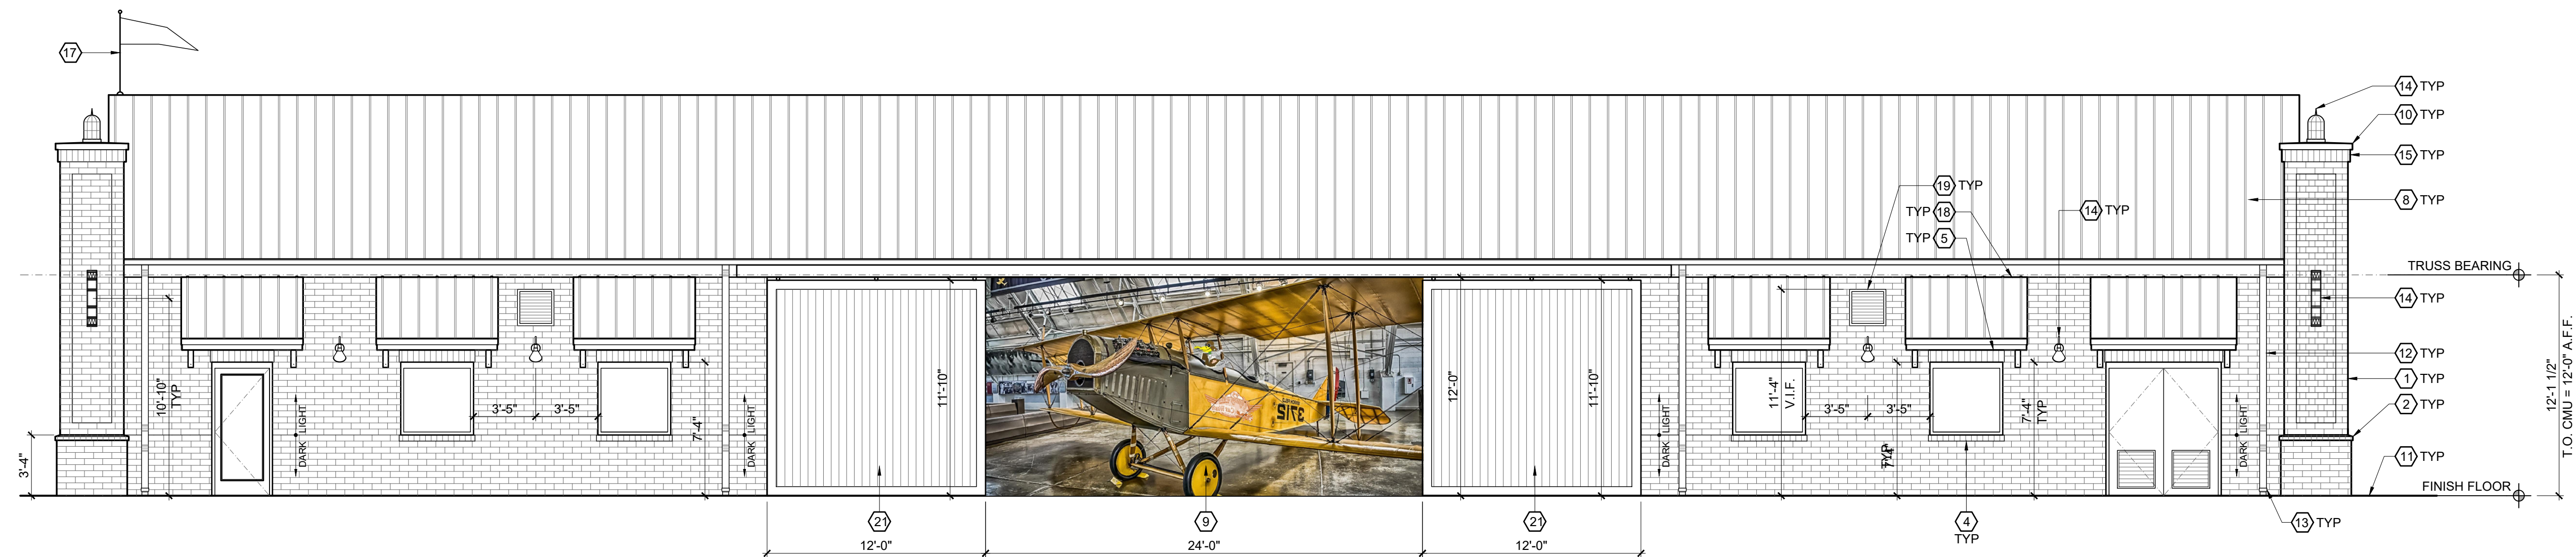 17
14 TYP
10 TYP
15 TYP
19 TYP
8 TYP
TYP 18
14 TYP
TYP 5
TRUSS BEARING
14 TYP
10'-10"
TYP
11'-10"
12'-0"
11'-10"
11'-4"
V.I.F.
12 TYP
1 TYP
2 TYP
3'-5" 3'-5"
3'-5" 3'-5"
7'-4"
7'-4"
TYP
7'-4"
TYP
DARK LIGHT
DARK LIGHT
DARK LIGHT
DARK LIGHT
3'-4"
3712
12'-1 1/2"
T.O. CMU = 12'-0" A.F.F.
11 TYP
FINISH FLOOR
21
9
21
4
TYP
13 TYP
12'-0"
24'-0"
12'-0"